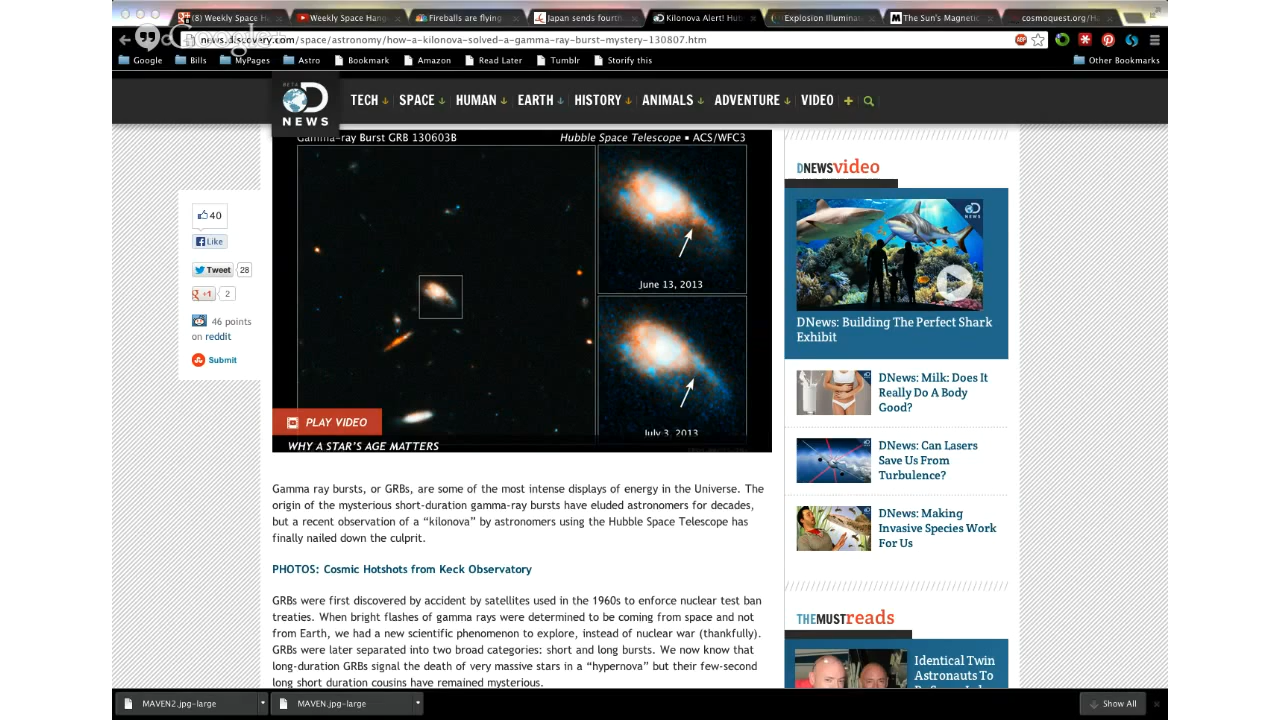 (8) Weekly Space H
Weekly Space Hang
Fireballs are flying
Japan sends fourth
Kilonova Alert! Hub
Explosion Illuminat
The Sun's Magnetic
cosmoquest.org/Ha
news.discovery.com/space/astronomy/how-a-kilonova-solved-a-gamma-ray-burst-mystery-130807.htm
Google
Bills
MyPages
Astro
Bookmark
Amazon
Read Later
Tumblr
Storify this
Other Bookmarks
BETA
D
NEWS
TECH
SPACE
HUMAN
EARTH
HISTORY
ANIMALS
ADVENTURE
VIDEO
Gamma-ray Burst GRB 130603B
Hubble Space Telescope ▪ ACS/WFC3
June 13, 2013
July 3, 2013
PLAY VIDEO
WHY A STAR'S AGE MATTERS
40
Like
Tweet 28
+1 2
46 points
on reddit
Submit
Gamma ray bursts, or GRBs, are some of the most intense displays of energy in the Universe. The
origin of the mysterious short-duration gamma-ray bursts have eluded astronomers for decades,
but a recent observation of a “kilonova” by astronomers using the Hubble Space Telescope has
finally nailed down the culprit.
PHOTOS: Cosmic Hotshots from Keck Observatory
GRBs were first discovered by accident by satellites used in the 1960s to enforce nuclear test ban
treaties. When bright flashes of gamma rays were determined to be coming from space and not
from Earth, we had a new scientific phenomenon to explore, instead of nuclear war (thankfully).
GRBs were later separated into two broad categories: short and long bursts. We now know that
long-duration GRBs signal the death of very massive stars in a “hypernova” but their few-second
long short duration cousins have remained mysterious.
DNEWSvideo
DNews: Building The Perfect Shark
Exhibit
DNews: Milk: Does It
Really Do A Body
Good?
DNews: Can Lasers
Save Us From
Turbulence?
DNews: Making
Invasive Species Work
For Us
THEMUSTreads
Identical Twin
Astronauts To
MAVEN2.jpg-large
MAVEN.jpg-large
Show All